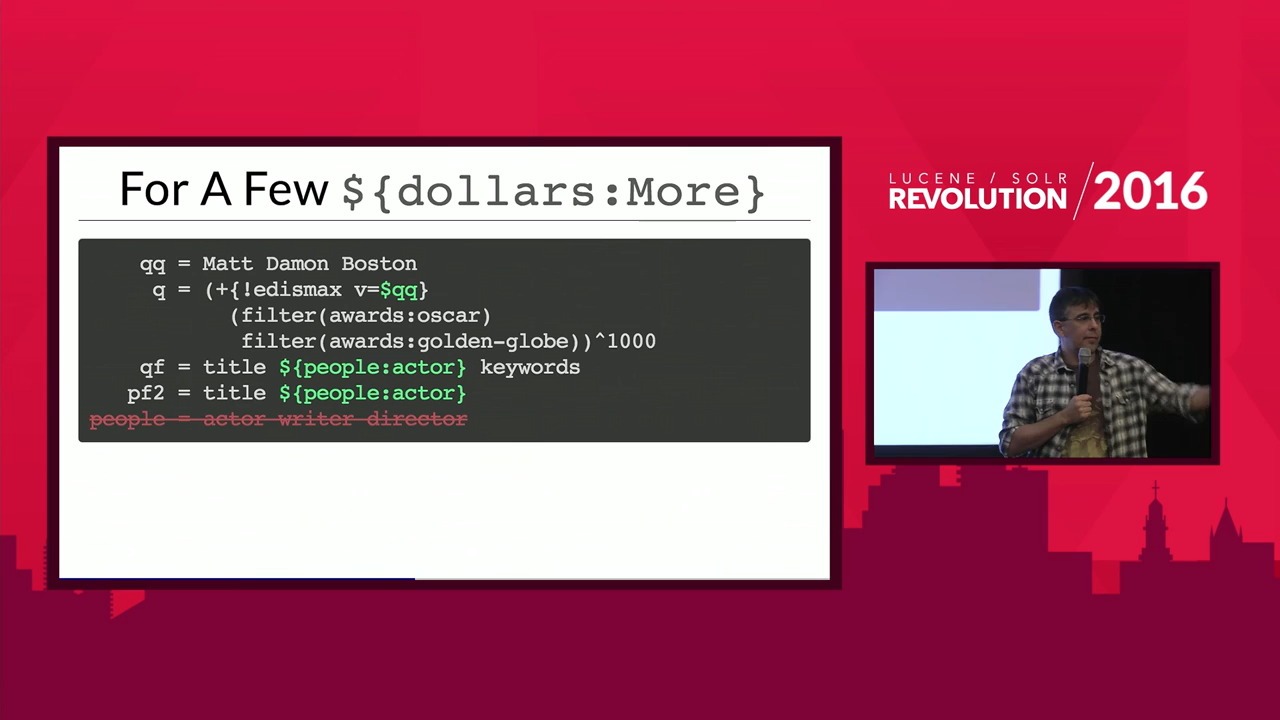 For A Few ${dollars:More}
qq = Matt Damon Boston
q = (+{!edismax v=$qq}
(filter(awards:oscar)
filter(awards:golden-globe))^1000
qf = title ${people:actor} keywords
pf2 = title ${people:actor}
people = actor writer director
LUCENE / SOLR
REVOLUTION / 2016